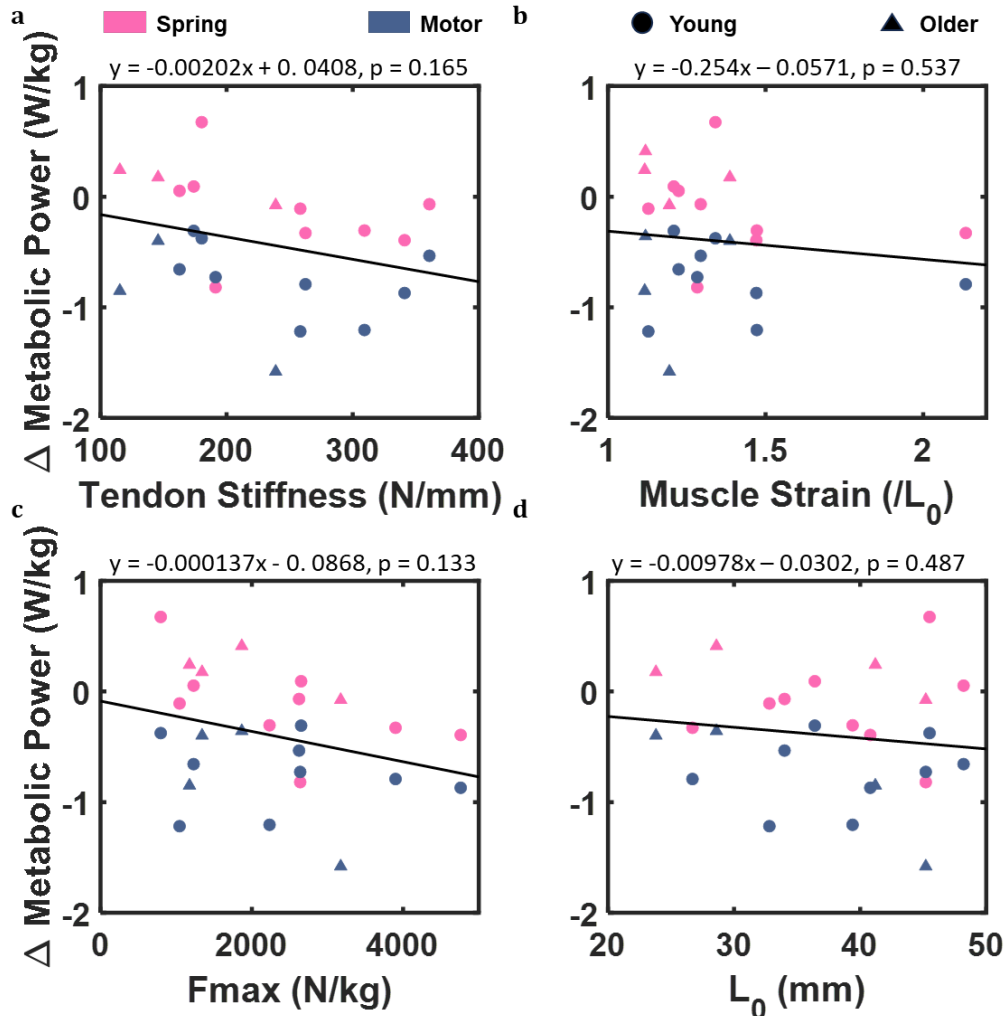 a Spring Motor b Young Older
y = -0.00202x + 0. 0408, p = 0.165
y = -0.254x – 0.0571, p = 0.537
Δ Metabolic Power (W/kg)
1
0
-1
-2
100 200 300 400
Tendon Stiffness (N/mm)
1
0
-1
-2
1 1.5 2
Muscle Strain (/L0)
c
d
y = -0.000137x - 0. 0868, p = 0.133
y = -0.00978x – 0.0302, p = 0.487
Δ Metabolic Power (W/kg)
1
0
-1
-2
0 2000 4000
Fmax (N/kg)
1
0
-1
-2
20 30 40 50
L0 (mm)